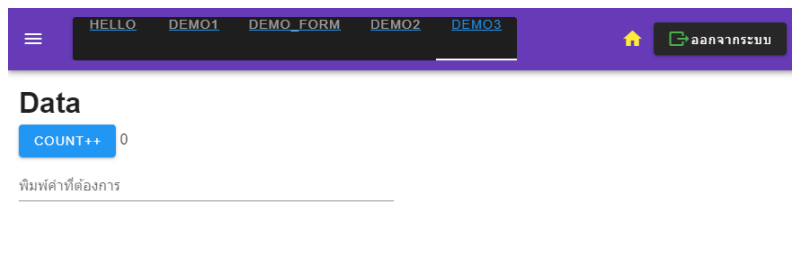 HELLO DEMO1 DEMO_FORM DEMO2 DEMO3 ออกจากระบบ
Data
COUNT++ 0
พิมพ์ค่าที่ต้องการ